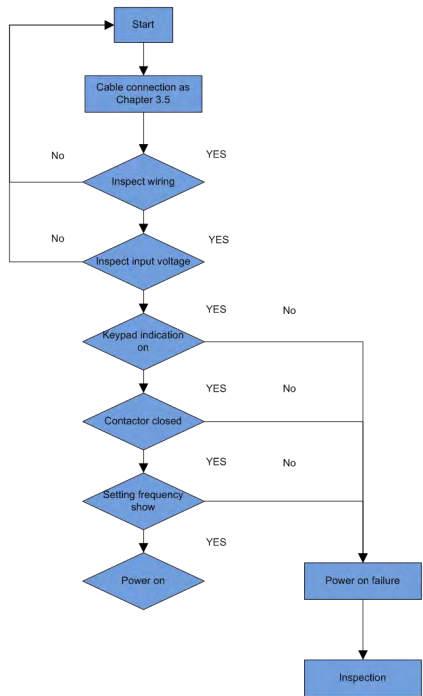 Start
Cable connection as
Chapter 3.5
No
YES
Inspect wiring
No
YES
Inspect input voltage
YES
No
Keypad indication
on
YES
No
Contactor closed
YES
No
Setting frequency
show
YES
Power on
Power on failure
Inspection